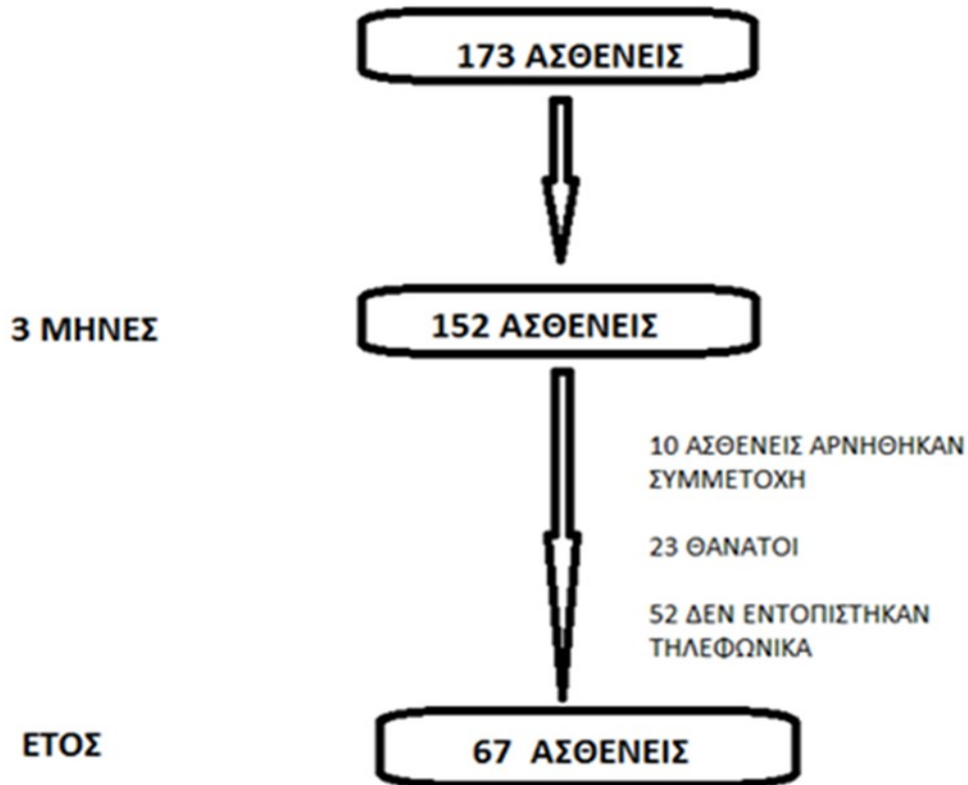 173 ΑΣΘΕΝΕΙΣ
3 ΜΗΝΕΣ
152 ΑΣΘΕΝΕΙΣ
10 ΑΣΘΕΝΕΙΣ ΑΡΝΗΘΗΚΑΝ
ΣΥΜΜΕΤΟΧΗ
23 ΘΑΝΑΤΟΙ
52 ΔΕΝ ΕΝΤΟΠΙΣΤΗΚΑΝ
ΤΗΛΕΦΩΝΙΚΑ
ΕΤΟΣ
67 ΑΣΘΕΝΕΙΣ